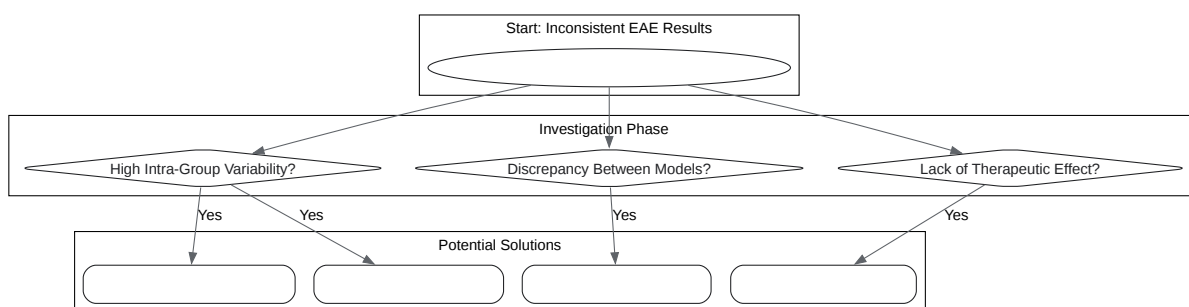 Start: Inconsistent EAE Results
Investigation Phase
High Intra-Group Variability?
Discrepancy Between Models?
Lack of Therapeutic Effect?
Yes
Yes
Yes
Yes
Potential Solutions